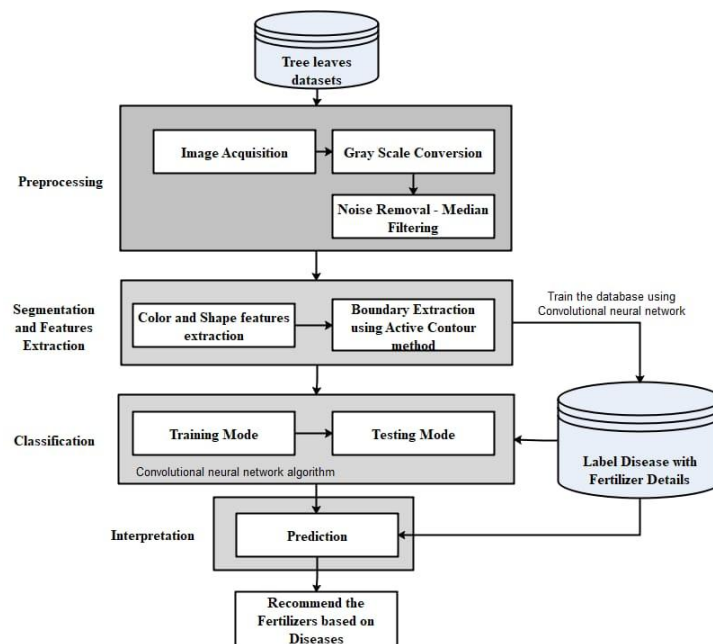 Tree leaves
datasets
Preprocessing
Image Acquisition
Gray Scale Conversion
Noise Removal - Median
Filtering
Segmentation
and Features
Extraction
Color and Shape features
extraction
Boundary Extraction
using Active Contour
method
Train the database using
Convolutional neural network
Classification
Training Mode
Testing Mode
Convolutional neural network algorithm
Label Disease with
Fertilizer Details
Interpretation
Prediction
Recommend the
Fertilizers based on
Diseases